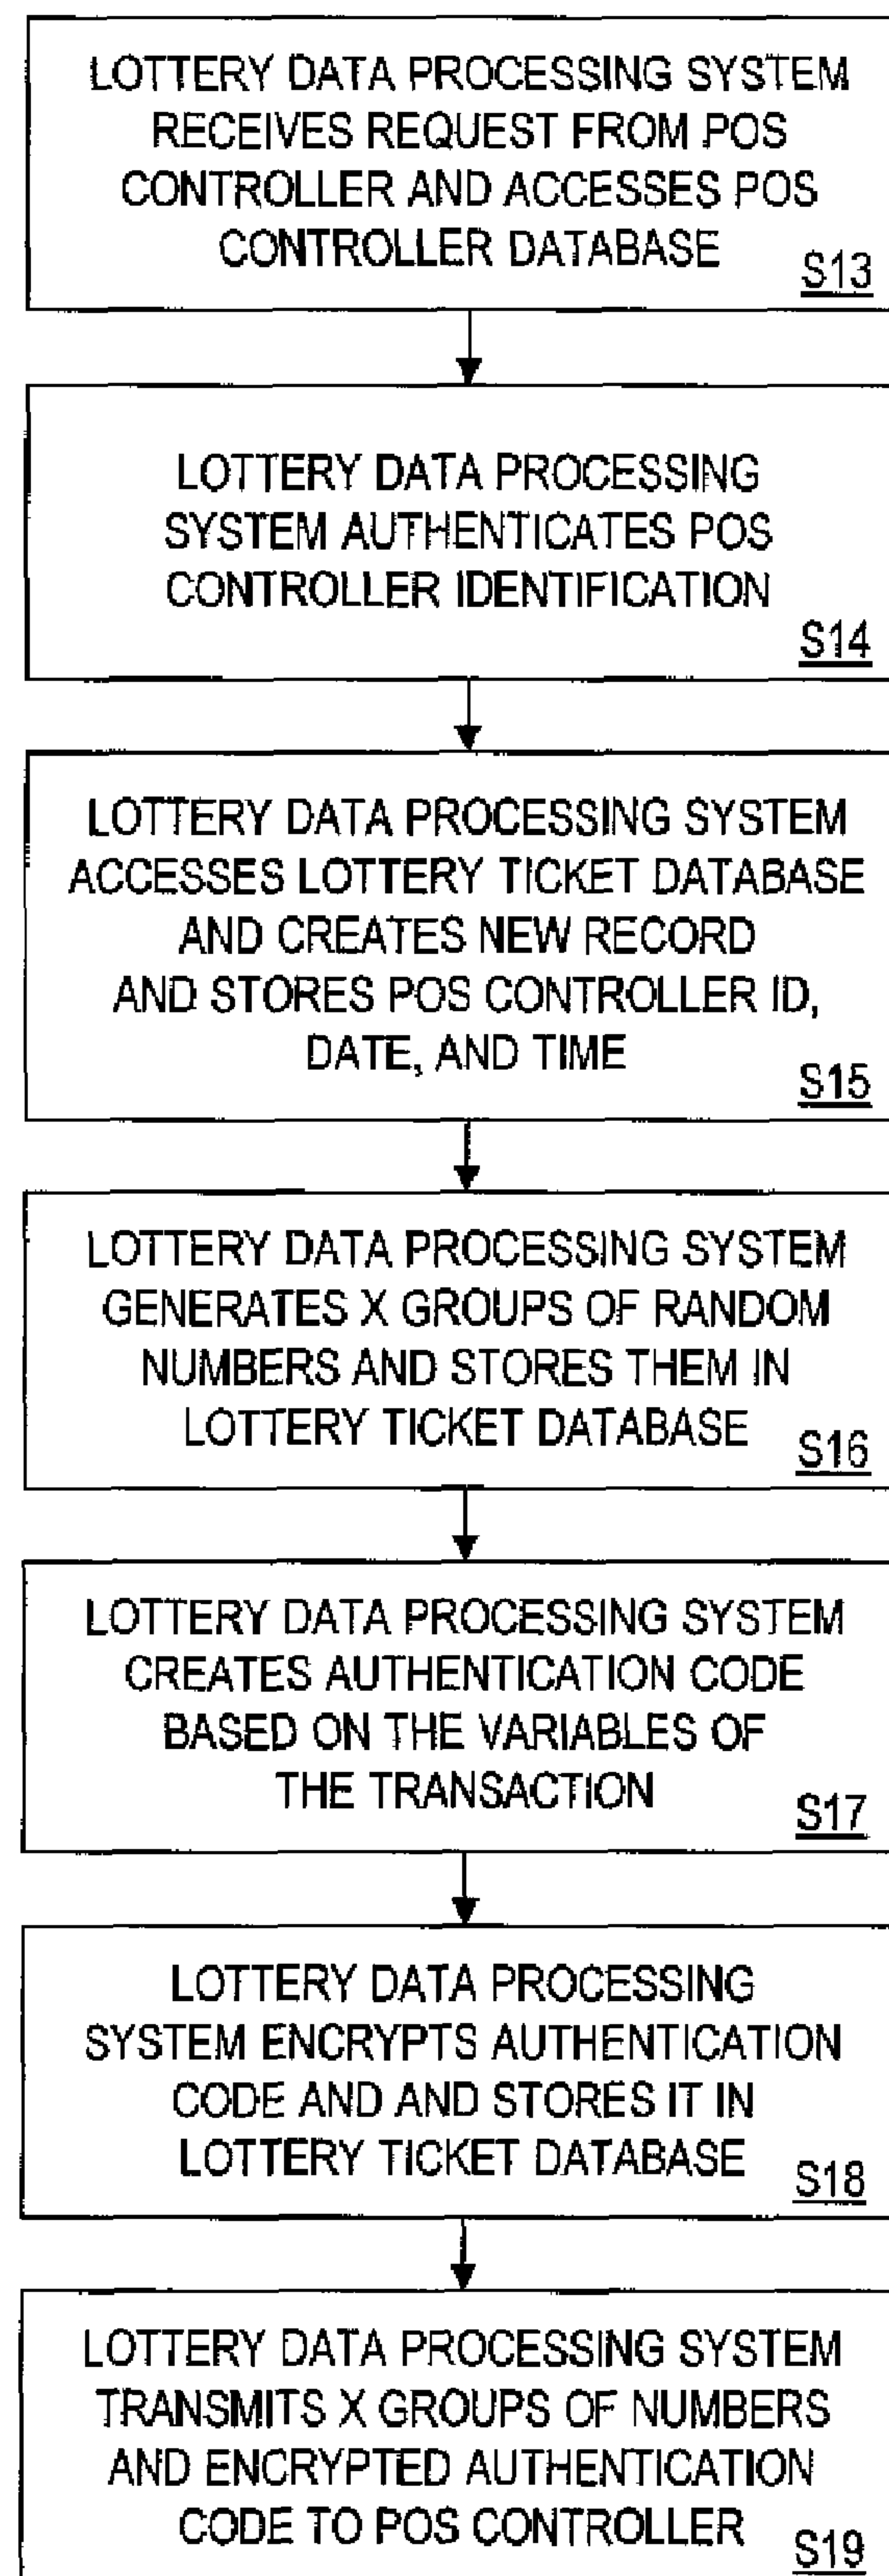 LOTTERY DATA PROCESSING SYSTEM
RECEIVES REQUEST FROM POS
CONTROLLER AND ACCESSES POS
CONTROLLER DATABASE
S13
LOTTERY DATA PROCESSING
SYSTEM AUTHENTICATES POS
CONTROLLER IDENTIFICATION
S14
LOTTERY DATA PROCESSING SYSTEM
ACCESSES LOTTERY TICKET DATABASE
AND CREATES NEW RECORD
AND STORES POS CONTROLLER ID,
DATE, AND TIME
S15
LOTTERY DATA PROCESSING SYSTEM
GENERATES X GROUPS OF RANDOM
NUMBERS AND STORES THEM IN
LOTTERY TICKET DATABASE
S16
LOTTERY DATA PROCESSING SYSTEM
CREATES AUTHENTICATION CODE
BASED ON THE VARIABLES OF
THE TRANSACTION
S17
LOTTERY DATA PROCESSING
SYSTEM ENCRYPTS AUTHENTICATION
CODE AND AND STORES IT IN
LOTTERY TICKET DATABASE
S18
LOTTERY DATA PROCESSING SYSTEM
TRANSMITS X GROUPS OF NUMBERS
AND ENCRYPTED AUTHENTICATION
CODE TO POS CONTROLLER
S19